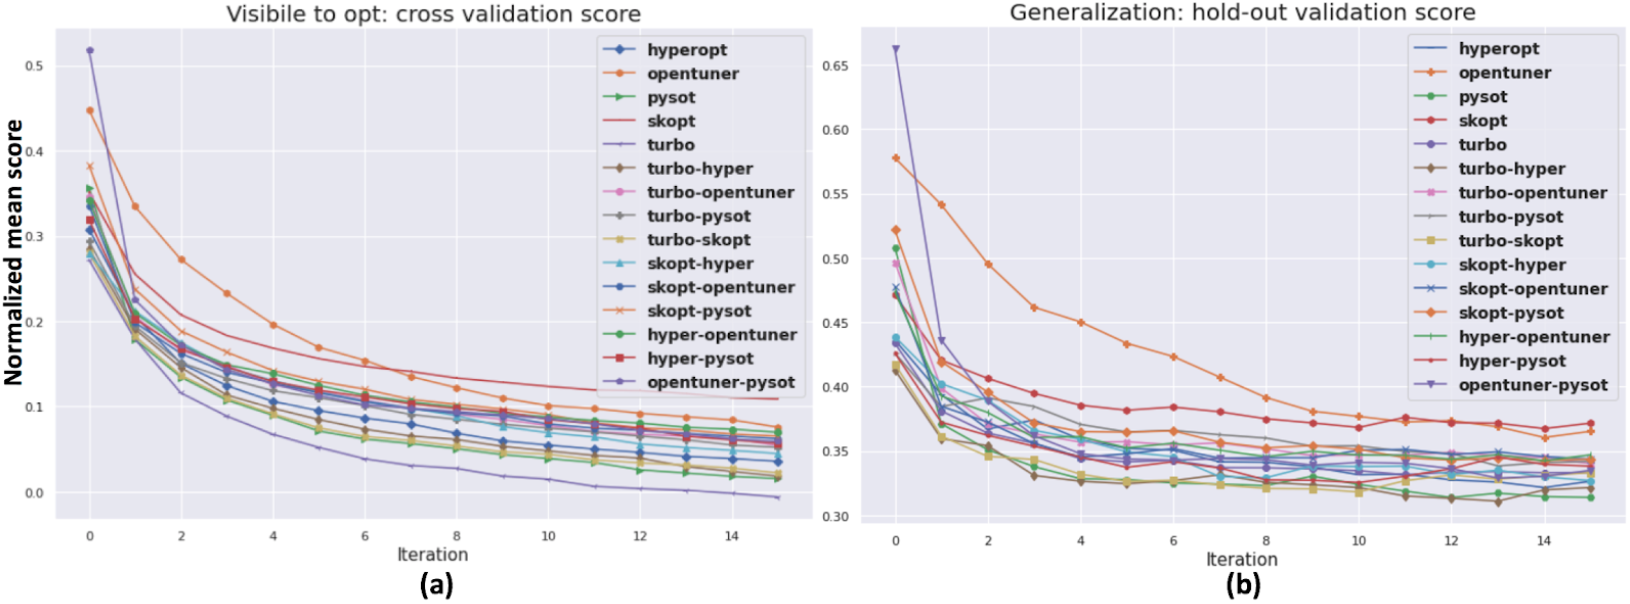 Visibile to opt: cross validation score
Normalized mean score
0.5
0.4
0.3
0.2
0.1
0.0
0 2 4 6 8 10 12 14
Iteration
hyperopt
opentuner
pysot
skopt
turbo
turbo-hyper
turbo-opentuner
turbo-pysot
turbo-skopt
skopt-hyper
skopt-opentuner
skopt-pysot
hyper-opentuner
hyper-pysot
opentuner-pysot
(a)
Generalization: hold-out validation score
0.65
0.60
0.55
0.50
0.45
0.40
0.35
0.30
0 2 4 6 8 10 12 14
Iteration
hyperopt
opentuner
pysot
skopt
turbo
turbo-hyper
turbo-opentuner
turbo-pysot
turbo-skopt
skopt-hyper
skopt-opentuner
skopt-pysot
hyper-opentuner
hyper-pysot
opentuner-pysot
(b)